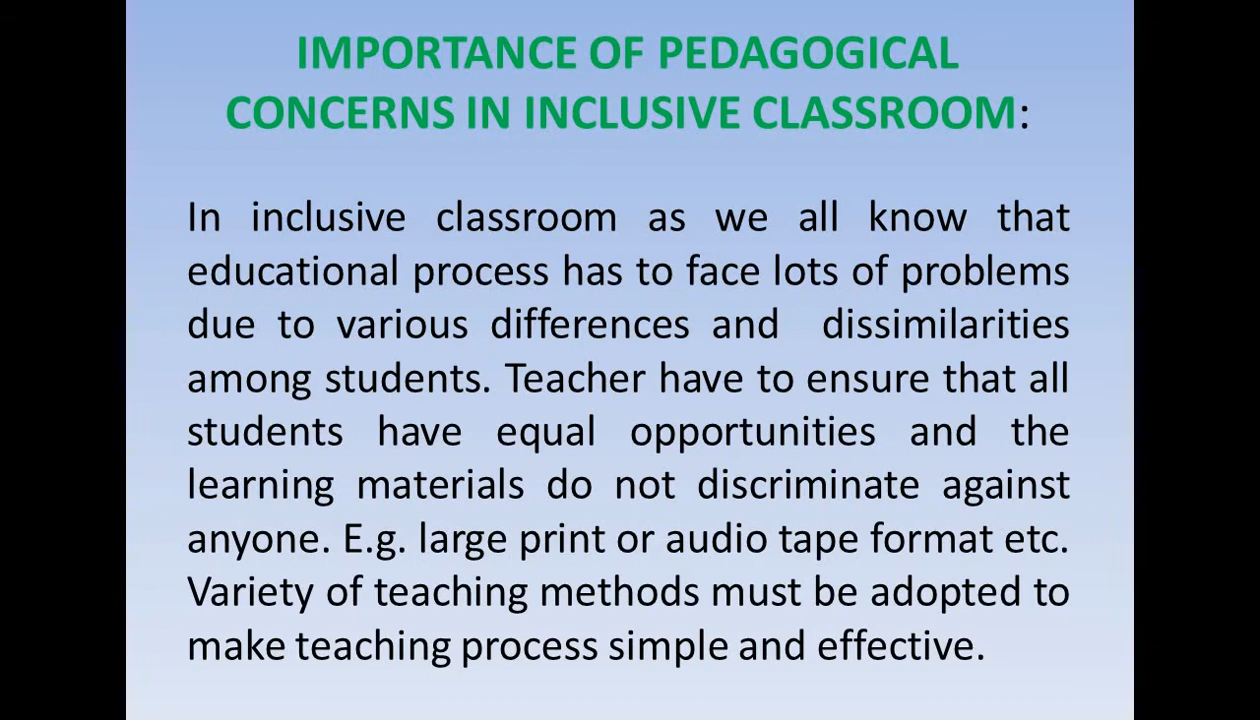 IMPORTANCE OF PEDAGOGICAL
CONCERNS IN INCLUSIVE CLASSROOM:
In inclusive classroom as we all know that
educational process has to face lots of problems
due to various differences and dissimilarities
among students. Teacher have to ensure that all
students have equal opportunities and the
learning materials do not discriminate against
anyone. E.g. large print or audio tape format etc.
Variety of teaching methods must be adopted to
make teaching process simple and effective.